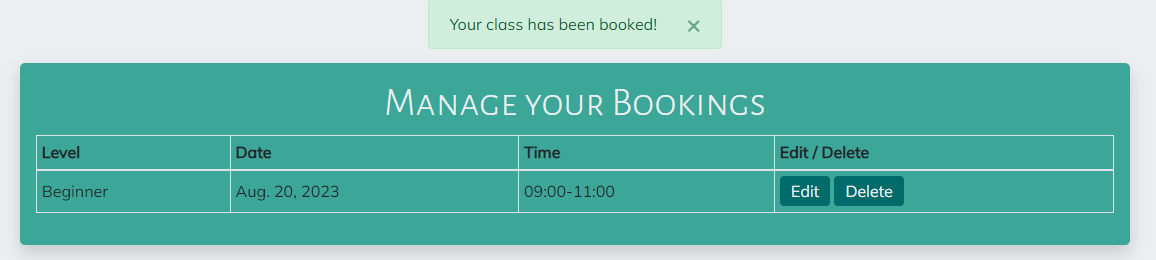 Your class has been booked! ×
Manage your Bookings
Level Date Time Edit / Delete
Beginner Aug. 20, 2023 09:00-11:00 Edit Delete